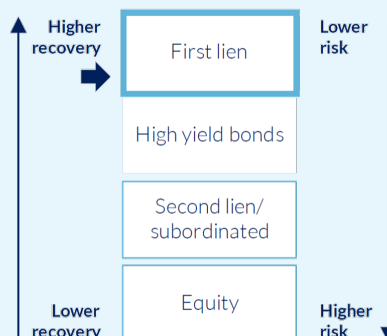 Higher
recovery
First lien
Lower
risk
High yield bonds
Second lien/
subordinated
Equity
Lower
recovery
Higher
risk